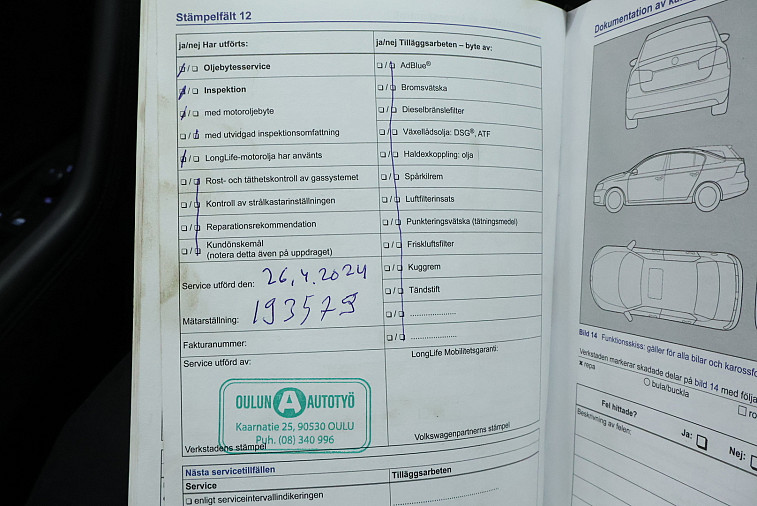 Stämpelfält 12
ja/nej Har utförts:
Oljebytesservice
Inspektion
med motoroljebyte
med utvidgad inspektionsomfattning
LongLife-motorolja har använts
Rost- och täthetskontroll av gassystemet
Kontroll av strålkastarinställningen
Reparationsrekommendation
Kundönskemål
(notera detta även på uppdraget)
Service utförd den: 26.4.2024
Mätarställning: 193579
Fakturanummer:
Service utförd av:
OULUN A AUTOTYÖ
Kaarnatie 25, 90530 OULU
Puh. (08) 340 996
Verkstadens stämpel
ja/nej Tilläggsarbeten – byte av:
AdBlue®
Bromsvätska
Dieselbränslefilter
Växellådsolja: DSG®, ATF
Haldexkoppling: olja
Spårkilrem
Luftfilterinsats
Punkteringsvätska (tätningsmedel)
Friskluftsfilter
Kuggrem
Tändstift
LongLife Mobilitetsgaranti:
Volkswagenpartnerns stämpel
Nästa servicetillfällen
Service
enligt serviceintervallindikeringen
Tilläggsarbeten
Dokumentation av
Bild 14 Funktionsskiss: gäller för alla bilar och
Verkstaden markerar skadade delar på bild 14 med
repa
bula/buckla
Fel hittade?
Ja:
Nej:
Beskrivning av felen: